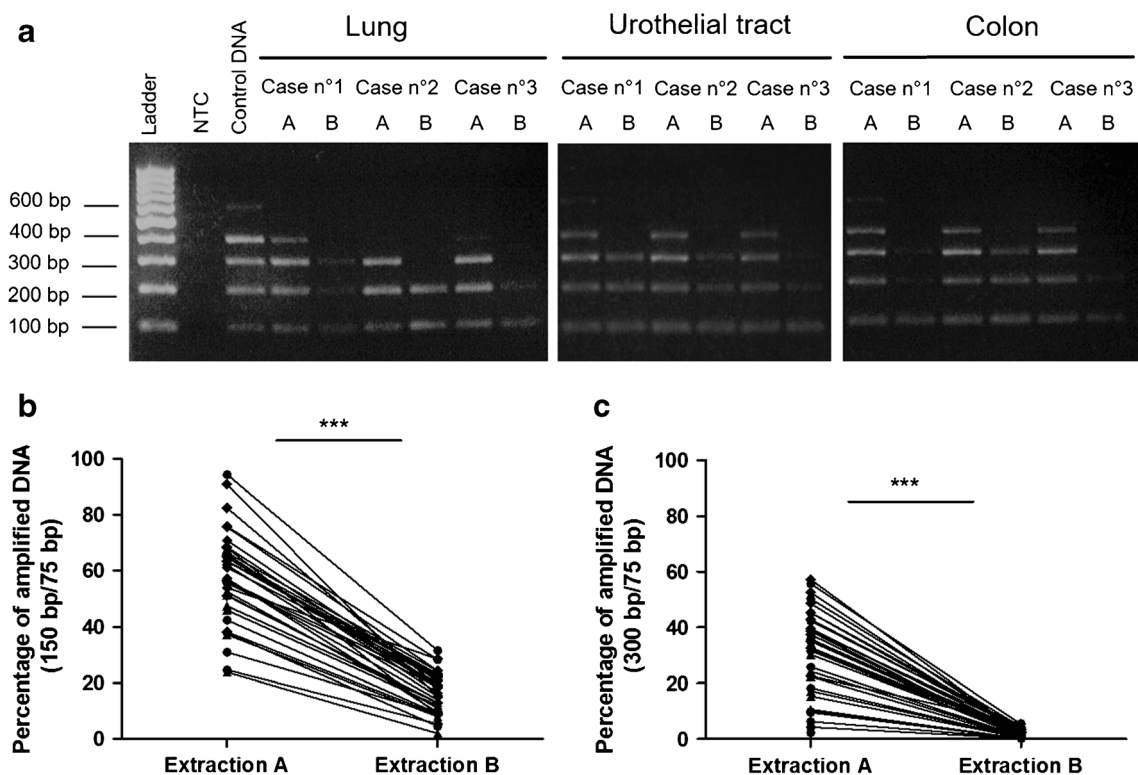 a
Lung
Urothelial tract
Colon
Ladder
NTC
Control DNA
Case n°1 Case n°2 Case n°3
Case n°1 Case n°2 Case n°3
Case n°1 Case n°2 Case n°3
A B A B A B
A B A B A B
A B A B A B
600 bp
400 bp
300 bp
200 bp
100 bp
b
***
Percentage of amplified DNA
(150 bp/75 bp)
100
80
60
40
20
0
Extraction A
Extraction B
c
***
Percentage of amplified DNA
(300 bp/75 bp)
100
80
60
40
20
0
Extraction A
Extraction B